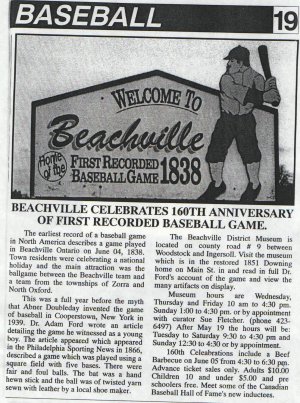 BASEBALL
19
WELCOME TO
Beachville
Home of the
FIRST RECORDED
BASEBALL GAME 1838
BEACHVILLE CELEBRATES 160TH ANNIVERSARY
OF FIRST RECORDED BASEBALL GAME.
The earliest record of a baseball game
in North America describes a game played
in Beachville Ontario on June 04, 1838.
Town residents were celebrating a national
holiday and the main attraction was the
ballgame between the Beachville team and
a team from the townships of Zorra and
North Oxford.
This was a full year before the myth
that Abner Doubleday invented the game
of baseball in Cooperstown, New York in
1939. Dr. Adam Ford wrote an article
detailing the game he witnessed as a young
boy. The article appeared which appeared
in the Philadelphia Sporting News in 1866,
described a game which was played using a
square field with five bases. There were
fair and foul balls. The bat was a hand
hewn stick and the ball was of twisted yarn
sewn with leather by a local shoe maker.
The Beachville District Museum is
located on county road # 9 between
Woodstock and Ingersoll. Visit the museum
which is in the restored 1851 Downing
home on Main St. in and read in full Dr.
Ford's account of the game and view the
many artifacts on display.
Museum hours are Wednesday,
Thursday and Friday 10 am to 4:30 pm.
Sunday 1:00 to 4:30 pm. or by appointment
with curator Sue Fletcher. (phone 423-
6497) After May 19 the hours will be:
Tuesday to Saturday 9:30 to 4:30 pm and
Sunday 12:30 to 4:30 or by appointment.
160th Celebrations include a Beef
Barbecue on June 05 from 4:30 to 6:30 pm.
Advance ticket sales only. Adults $10.00
Children 10 and under $5.00 and pre
schoolers free. Meet some of the Canadian
Baseball Hall of Fame's new inductees.